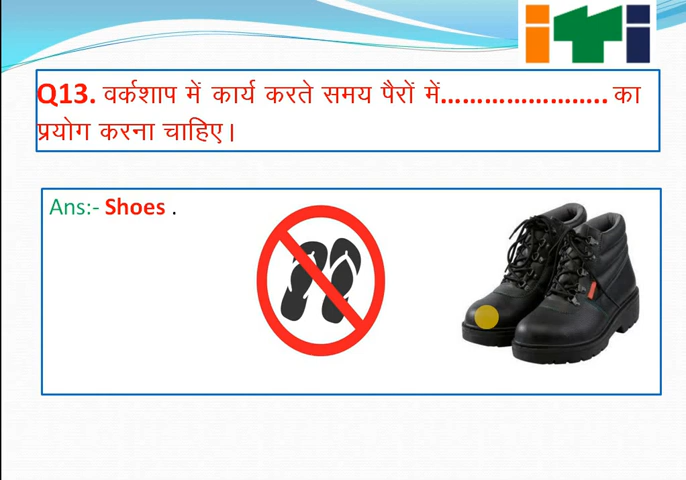 iTi
Q13. वर्कशाप में कार्य करते समय पैरों में....................... का
प्रयोग करना चाहिए।
Ans:- Shoes .